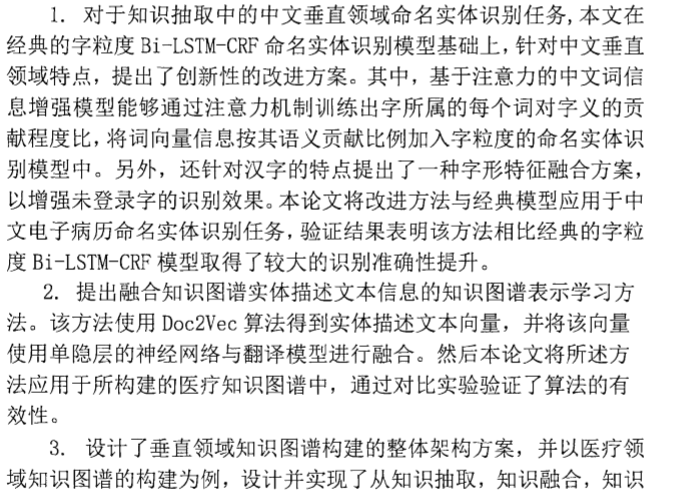 1. 对于知识抽取中的中文垂直领域命名实体识别任务,本文在
经典的字粒度 Bi-LSTM-CRF 命名实体识别模型基础上,针对中文垂直
领域特点,提出了创新性的改进方案。其中,基于注意力的中文词信
息增强模型能够通过注意力机制训练出字所属的每个词对字义的贡
献程度比,将词向量信息按其语义贡献比例加入字粒度的命名实体识
别模型中。另外,还针对汉字的特点提出了一种字形特征融合方案,
以增强未登录字的识别效果。本论文将改进方法与经典模型应用于中
文电子病历命名实体识别任务,验证结果表明该方法相比经典的字粒
度 Bi-LSTM-CRF 模型取得了较大的识别准确性提升。
2. 提出融合知识图谱实体描述文本信息的知识图谱表示学习方
法。该方法使用 Doc2Vec 算法得到实体描述文本向量,并将该向量
使用单隐层的神经网络与翻译模型进行融合。然后本论文将所述方
法应用于所构建的医疗知识图谱中,通过对比实验验证了算法的有
效性。
3. 设计了垂直领域知识图谱构建的整体架构方案,并以医疗领
域知识图谱的构建为例,设计并实现了从知识抽取,知识融合,知识